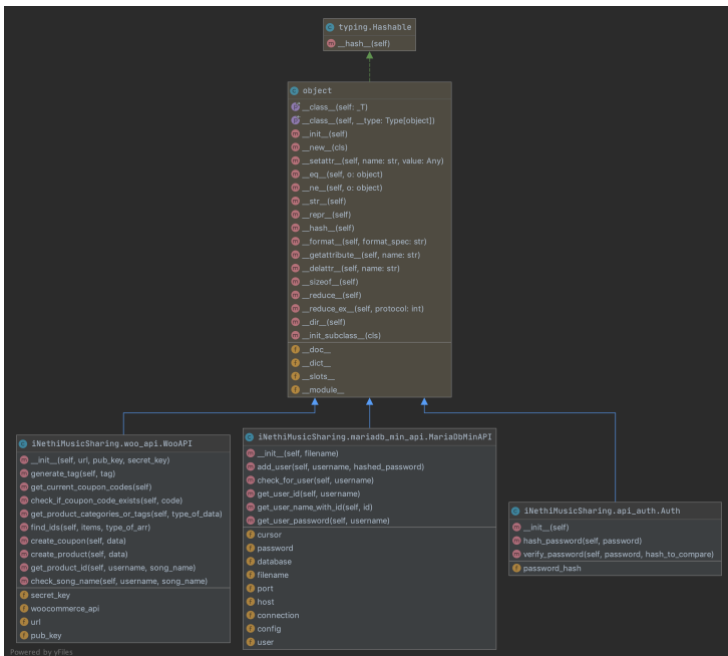 typing.Hashable
__hash__(self)
object
__class__(self: _T)
__class__(self, __type: Type[object])
__init__(self)
__new__(cls)
__setattr__(self, name: str, value: Any)
__eq__(self, o: object)
__ne__(self, o: object)
__str__(self)
__repr__(self)
__hash__(self)
__format__(self, format_spec: str)
__getattribute__(self, name: str)
__delattr__(self, name: str)
__sizeof__(self)
__reduce__(self)
__reduce_ex__(self, protocol: int)
__dir__(self)
__init_subclass__(cls)
__doc__
__dict__
__slots__
__module__
iNethiMusicSharing.woo_api.WooAPI
__init__(self, url, pub_key, secret_key)
generate_tag(self, tag)
get_current_coupon_codes(self)
check_if_coupon_code_exists(self, code)
get_product_categories_or_tags(self, type_of_data)
find_ids(self, items, type_of_arr)
create_coupon(self, data)
create_product(self, data)
get_product_id(self, username, song_name)
check_song_name(self, username, song_name)
secret_key
woocommerce_api
url
pub_key
iNethiMusicSharing.mariadb_min_api.MariaDbMinAPI
__init__(self, filename)
add_user(self, username, hashed_password)
check_for_user(self, username)
get_user_id(self, username)
get_user_name_with_id(self, id)
get_user_password(self, username)
cursor
password
database
filename
port
host
connection
config
user
iNethiMusicSharing.api_auth.Auth
__init__(self)
hash_password(self, password)
verify_password(self, password, hash_to_compare)
password_hash
Powered by yFiles